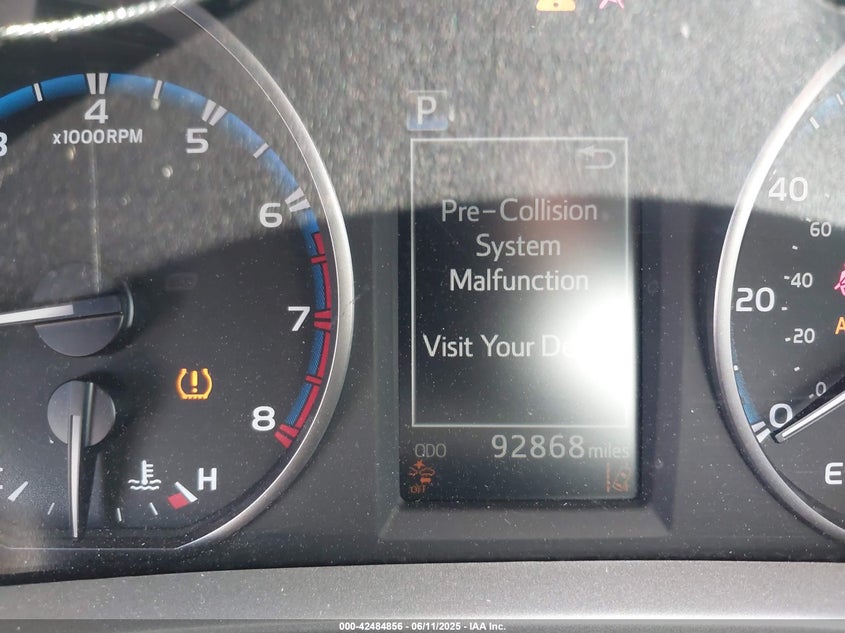 4
x1000RPM
5
6
7
8
H
P
Pre-Collision
System
Malfunction
Visit Your
ODO 92868 miles
OFF
40
60
20
40
20
0
0
E
000-42484856 - 06/11/2025 - IAA Inc.